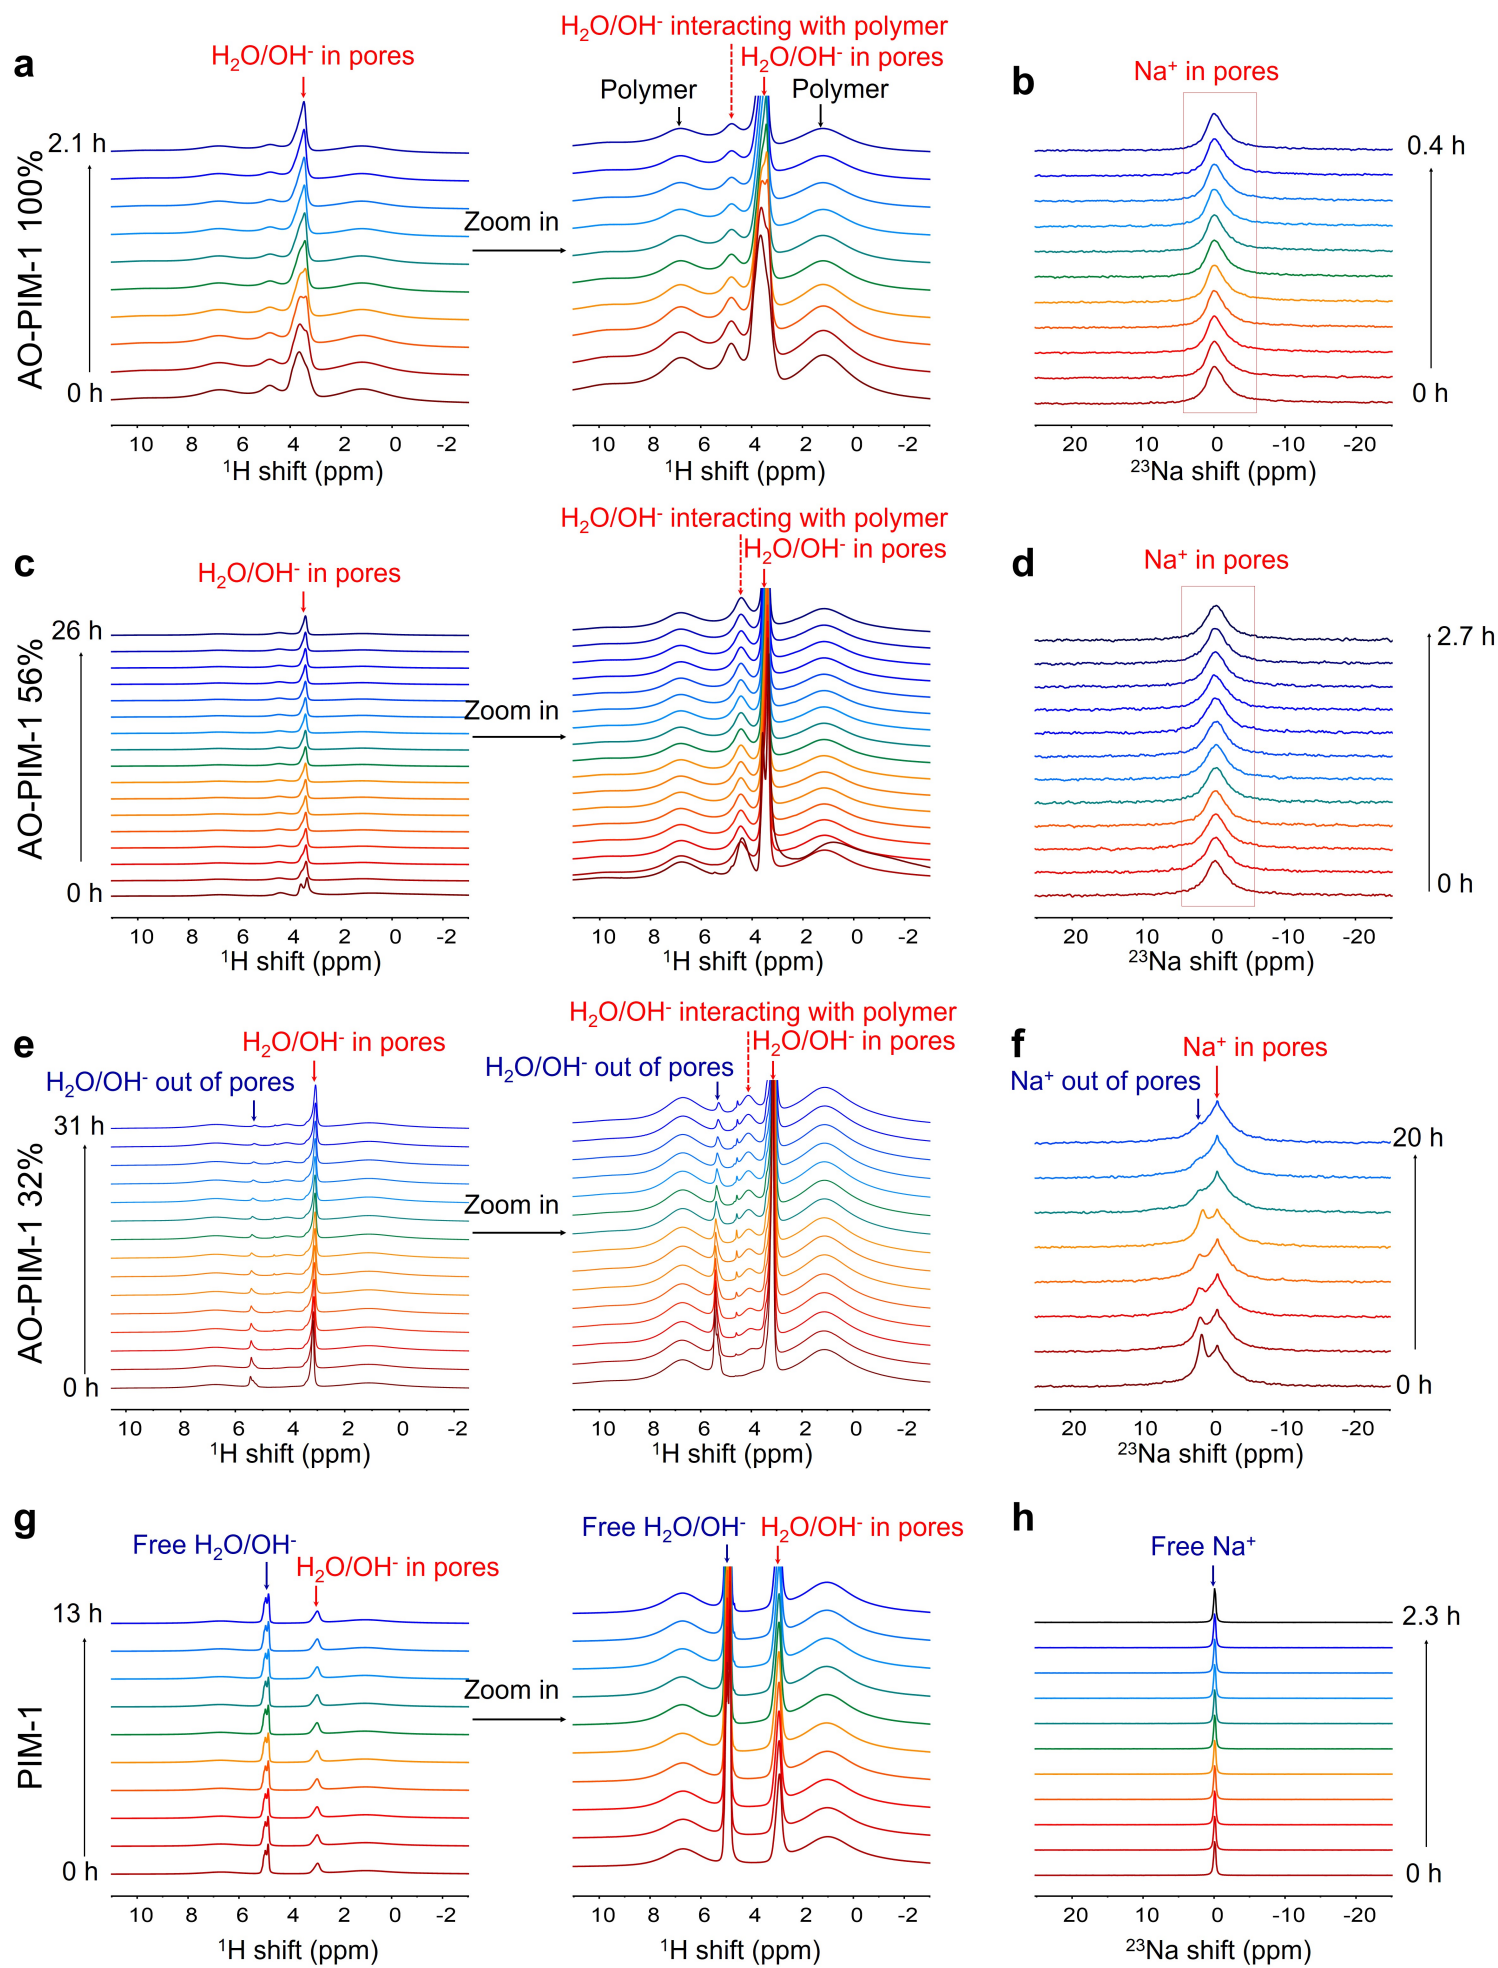 a
AO-PIM-1 100%
H₂O/OH⁻ in pores
2.1 h
0 h
10 8 6 4 2 0 -2
¹H shift (ppm)
Zoom in
H₂O/OH⁻ interacting with polymer
H₂O/OH⁻ in pores
Polymer
Polymer
10 8 6 4 2 0 -2
¹H shift (ppm)
b
Na⁺ in pores
0.4 h
0 h
20 10 0 -10 -20
²³Na shift (ppm)
c
AO-PIM-1 56%
H₂O/OH⁻ in pores
26 h
0 h
10 8 6 4 2 0 -2
¹H shift (ppm)
Zoom in
H₂O/OH⁻ interacting with polymer
H₂O/OH⁻ in pores
10 8 6 4 2 0 -2
¹H shift (ppm)
d
Na⁺ in pores
2.7 h
0 h
20 10 0 -10 -20
²³Na shift (ppm)
e
AO-PIM-1 32%
H₂O/OH⁻ in pores
H₂O/OH⁻ out of pores
31 h
0 h
10 8 6 4 2 0 -2
¹H shift (ppm)
Zoom in
H₂O/OH⁻ interacting with polymer
H₂O/OH⁻ in pores
H₂O/OH⁻ out of pores
10 8 6 4 2 0 -2
¹H shift (ppm)
f
Na⁺ in pores
Na⁺ out of pores
20 h
0 h
20 10 0 -10 -20
²³Na shift (ppm)
g
PIM-1
Free H₂O/OH⁻
H₂O/OH⁻ in pores
13 h
0 h
10 8 6 4 2 0 -2
¹H shift (ppm)
Zoom in
Free H₂O/OH⁻
H₂O/OH⁻ in pores
10 8 6 4 2 0 -2
¹H shift (ppm)
h
Free Na⁺
2.3 h
0 h
20 10 0 -10 -20
²³Na shift (ppm)